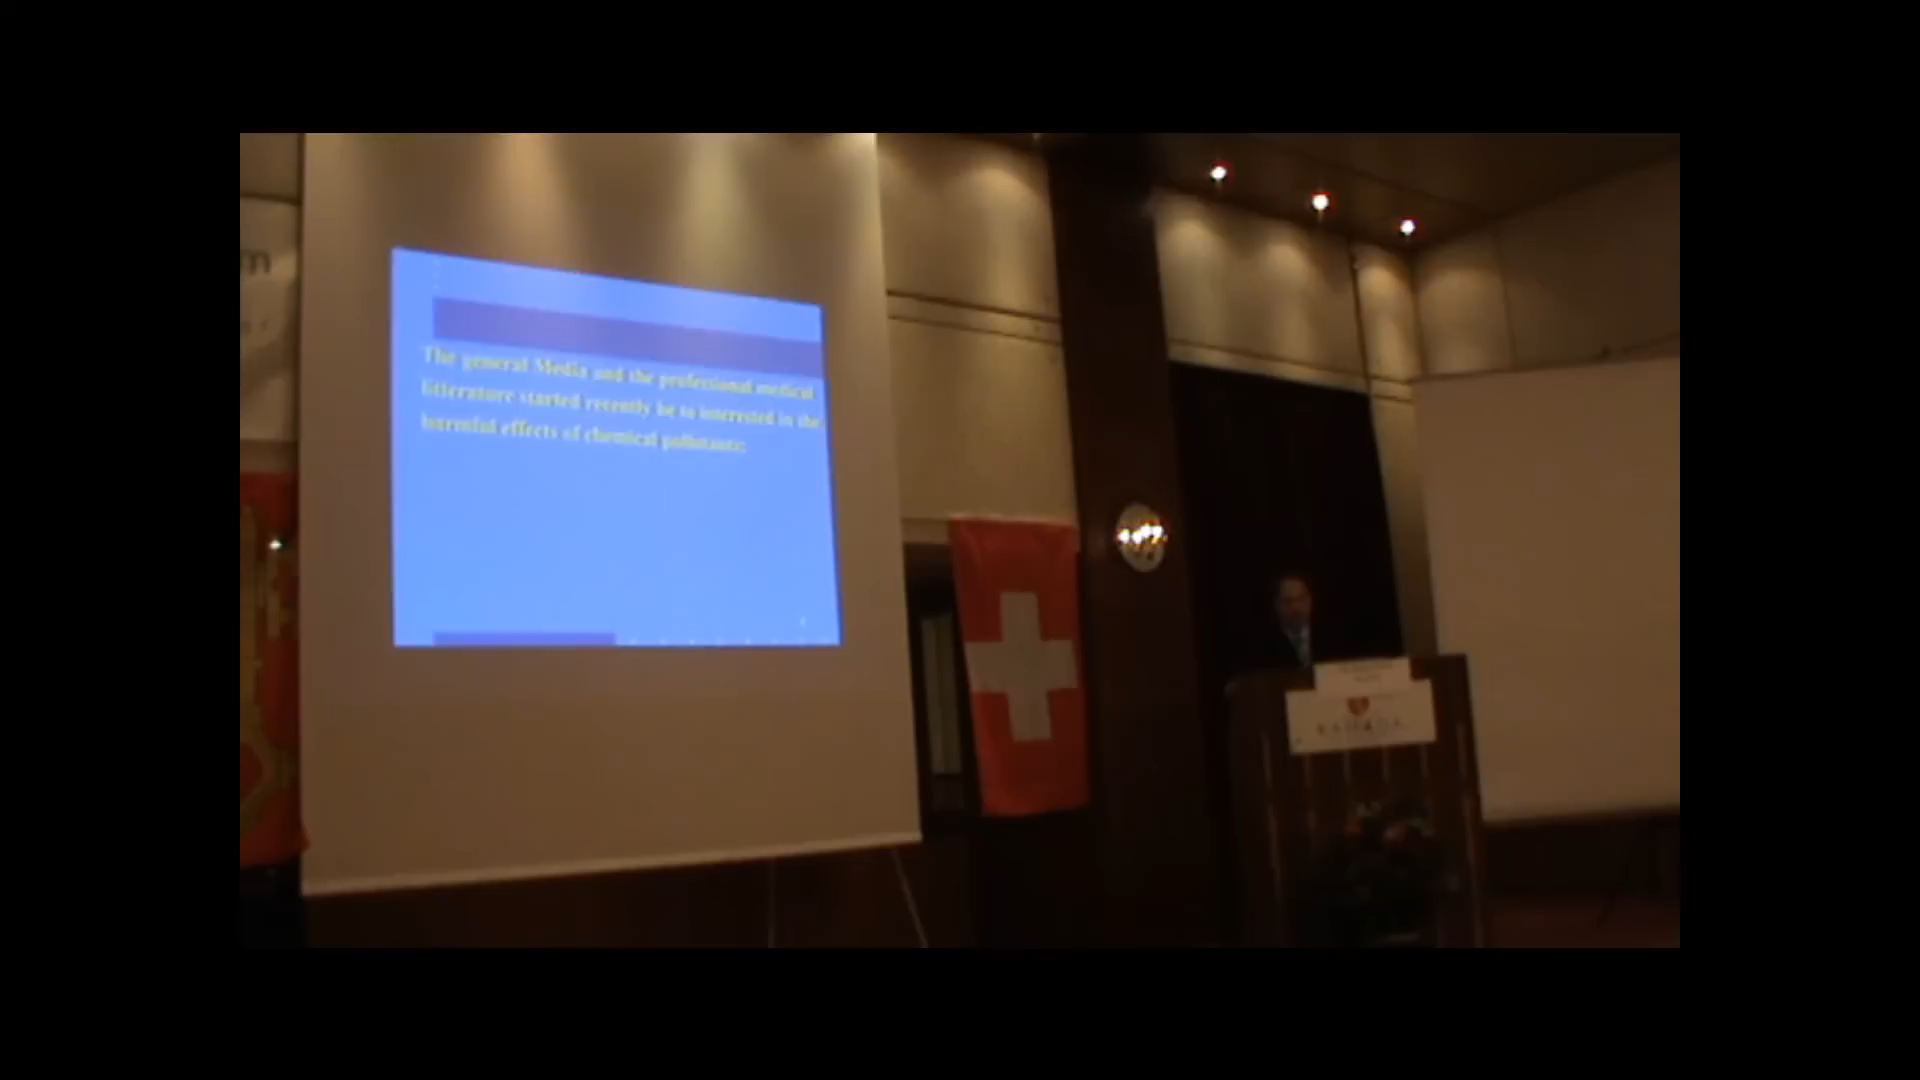 The general Media and the professional medical
litterature started recently be to interested in the
harmful effects of chemical pollutants;
RAMADA